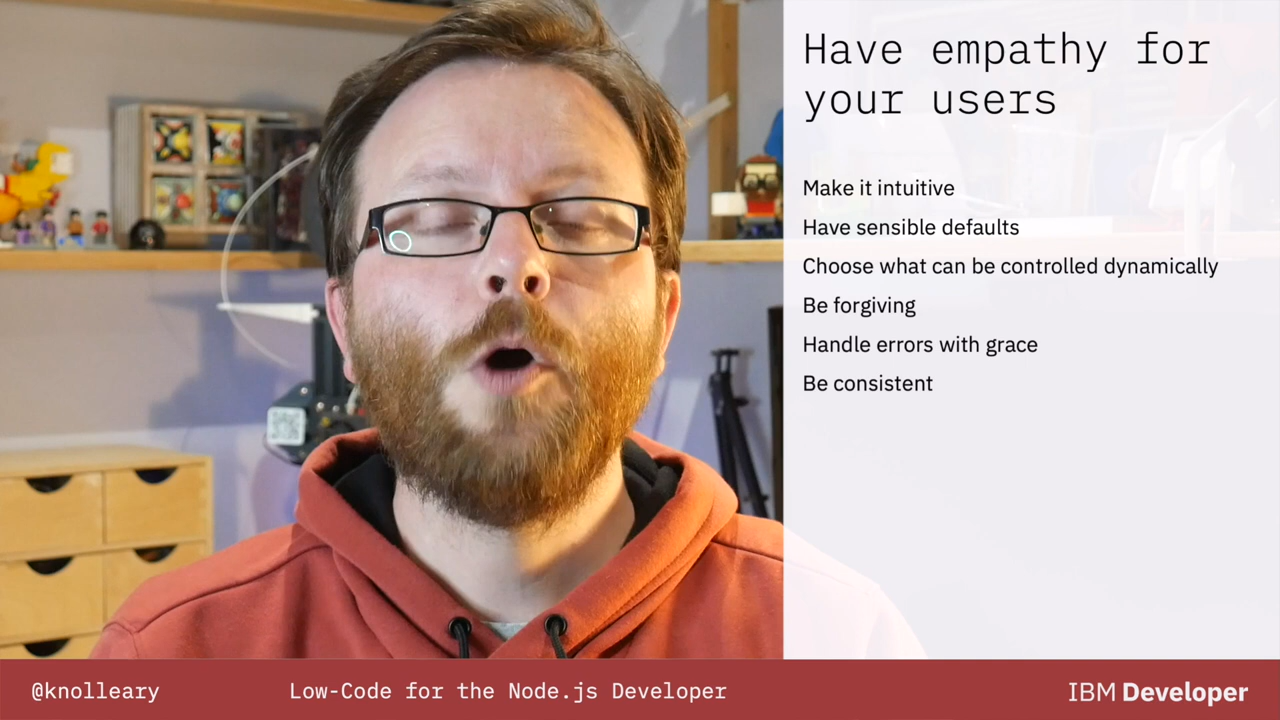 Have empathy for
your users
Make it intuitive
Have sensible defaults
Choose what can be controlled dynamically
Be forgiving
Handle errors with grace
Be consistent
@knolleary
Low-Code for the Node.js Developer
IBM Developer